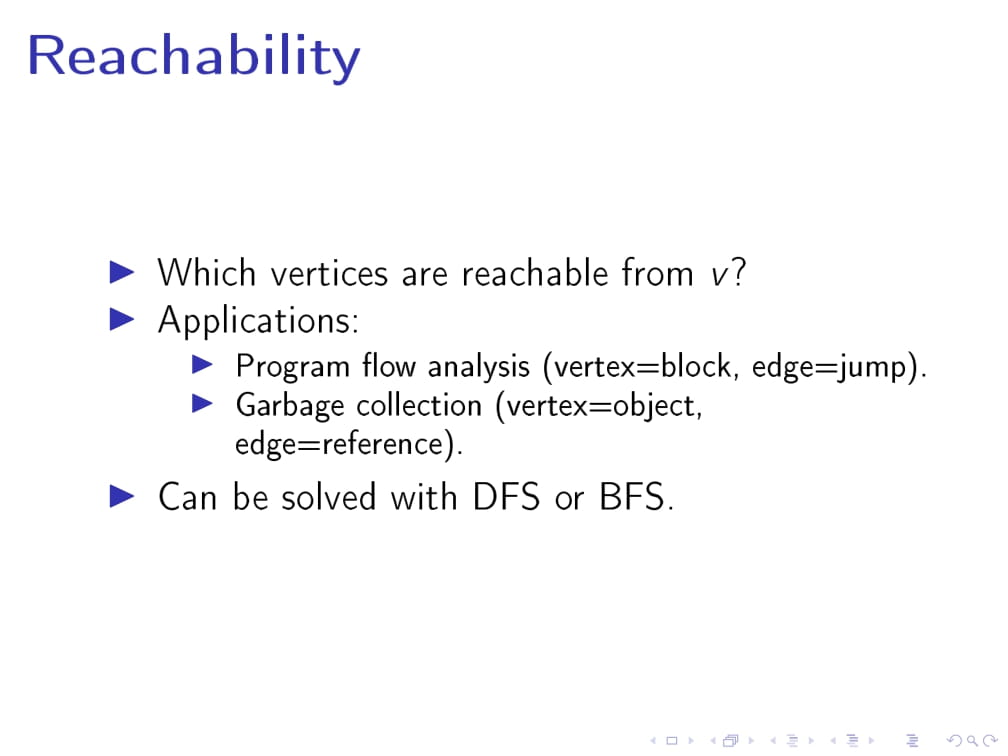 Reachability
Which vertices are reachable from v?
Applications:
Program flow analysis (vertex=block, edge=jump).
Garbage collection (vertex=object,
edge=reference).
Can be solved with DFS or BFS.